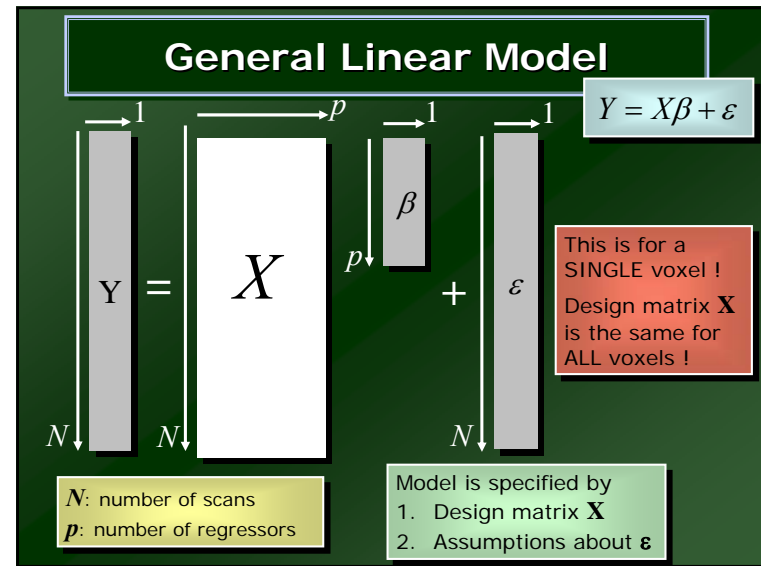 General Linear Model
Y = Xβ + ε
1
p
1
1
Y
=
X
β
p
+
ε
N
N
N
This is for a
SINGLE voxel !
Design matrix X
is the same for
ALL voxels !
N: number of scans
p: number of regressors
Model is specified by
1. Design matrix X
2. Assumptions about ε